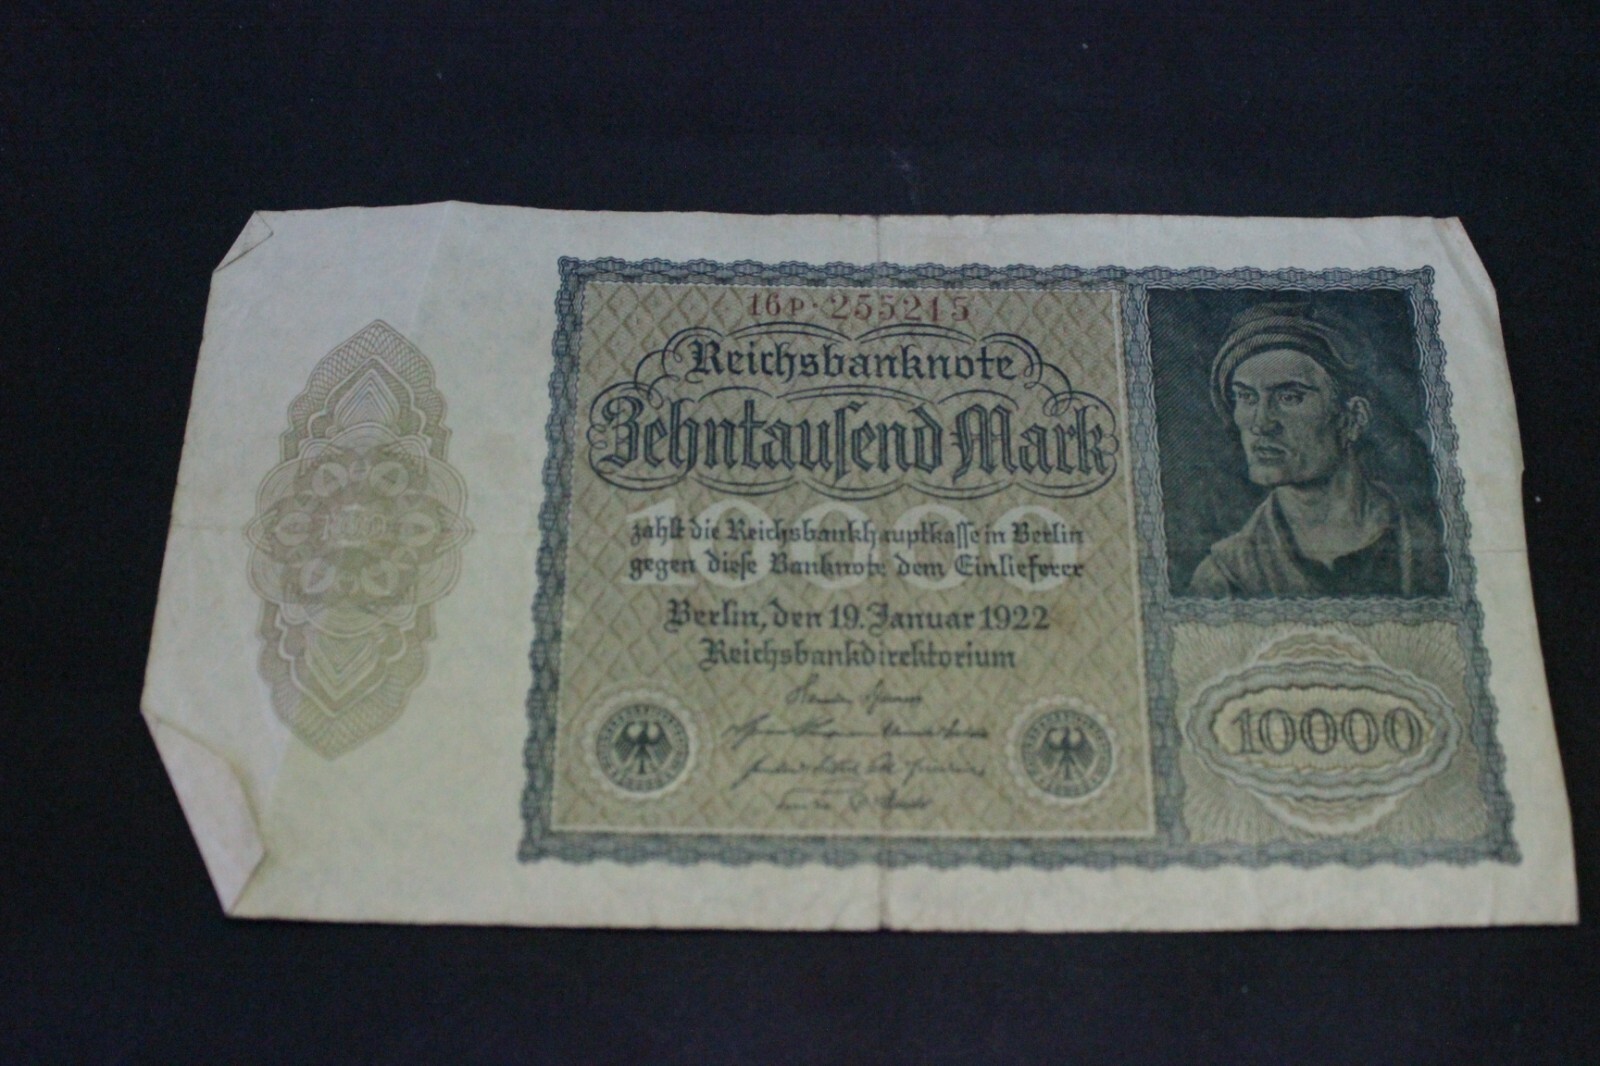 16P·255215
Reichsbanknote
Zehntauſend Mark
10000
zahlt die Reichsbankhauptkaſſe in Berlin
gegen dieſe Banknote dem Einlieferer
Berlin, den 19. Januar 1922
Reichsbankdirektorium
10000